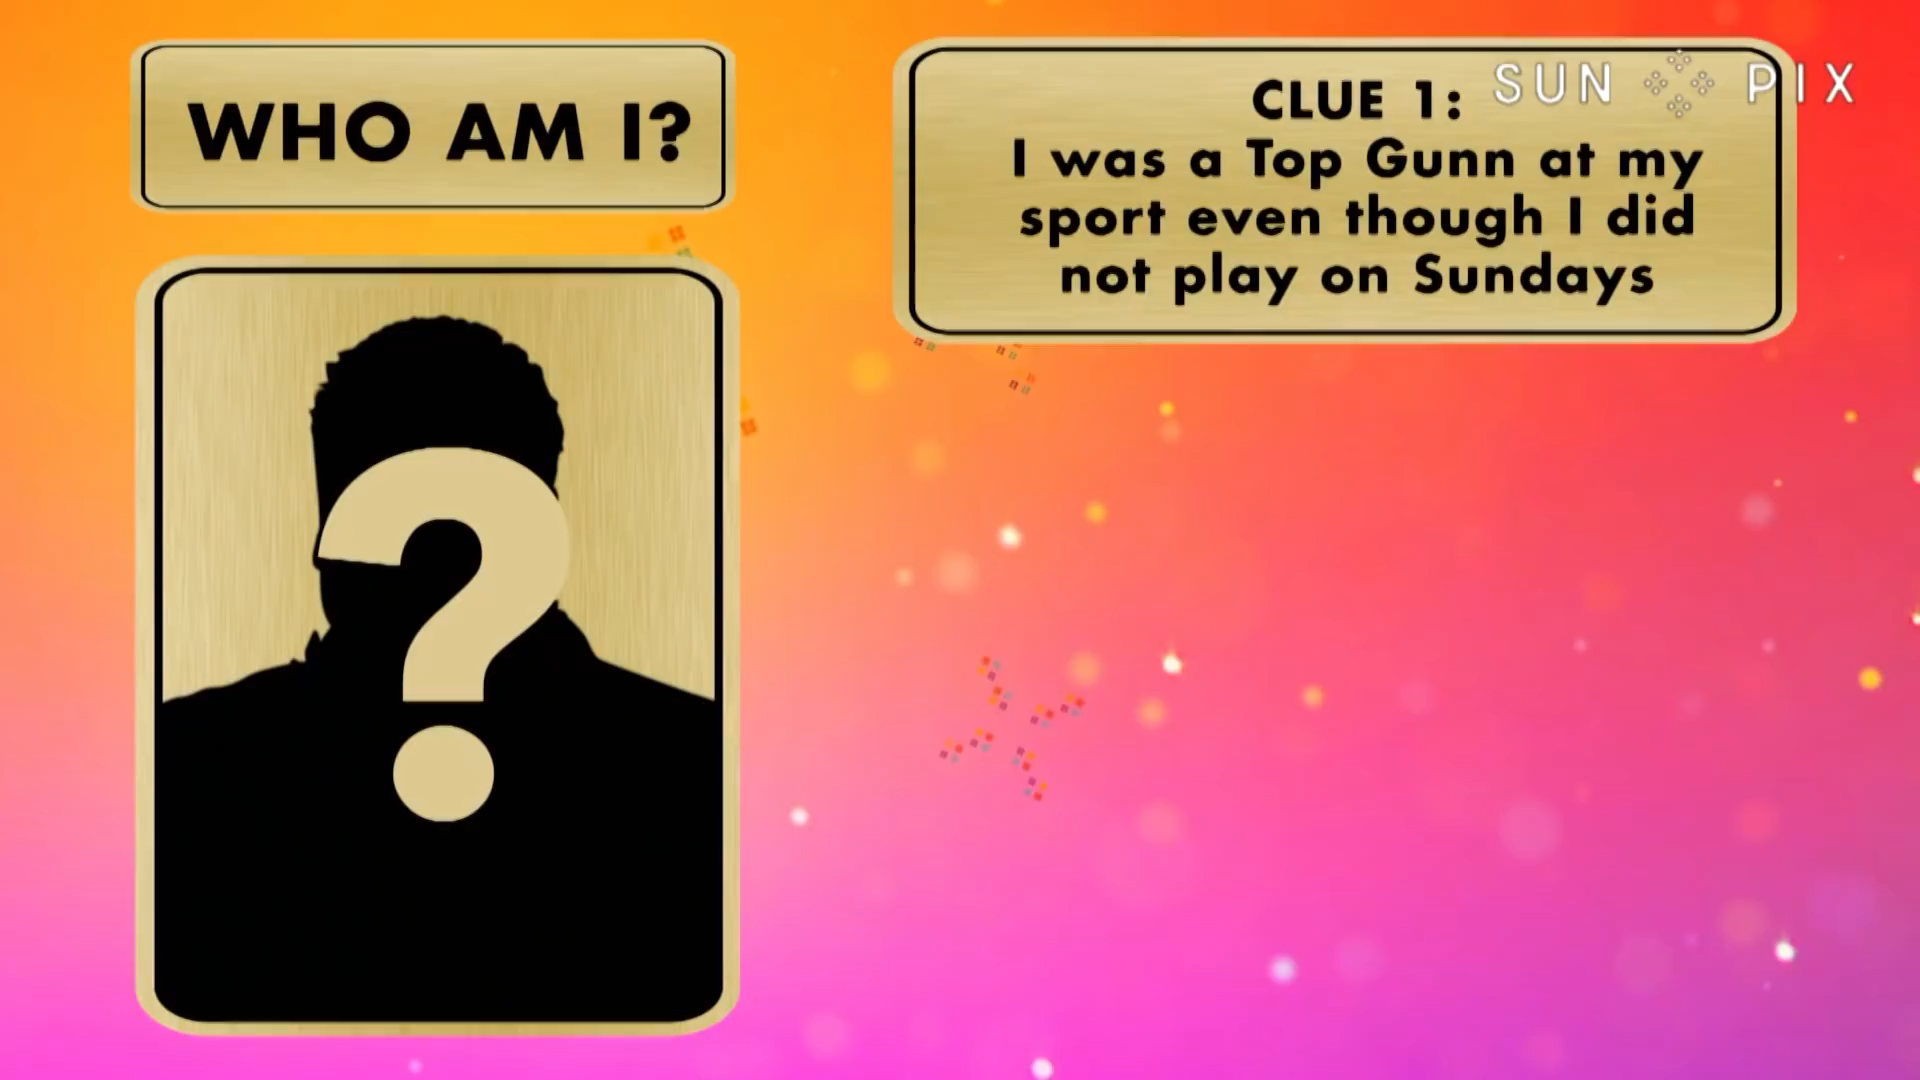 WHO AM I?
SUN PIX
CLUE 1:
I was a Top Gunn at my
sport even though I did
not play on Sundays
?